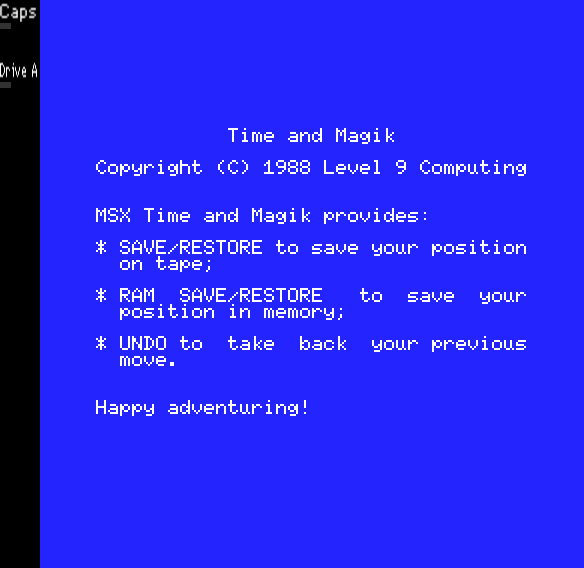 Caps
Drive A
Time and Magik
Copyright (C) 1988 Level 9 Computing
MSX Time and Magik provides:
* SAVE/RESTORE to save your position
on tape;
* RAM SAVE/RESTORE to save your
position in memory;
* UNDO to take back your previous
move.
Happy adventuring!